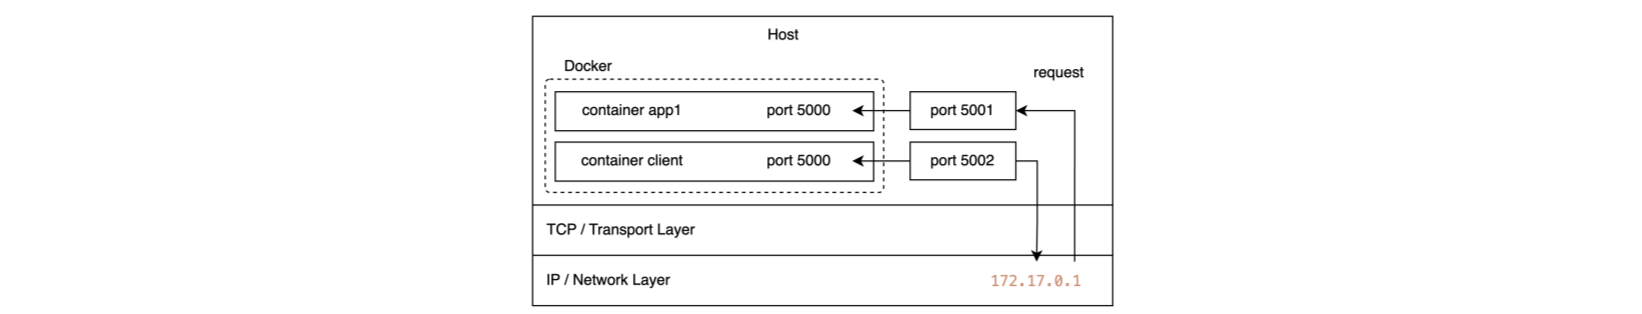 Host
Docker
request
container app1 port 5000 port 5001
container client port 5000 port 5002
TCP / Transport Layer
IP / Network Layer 172.17.0.1